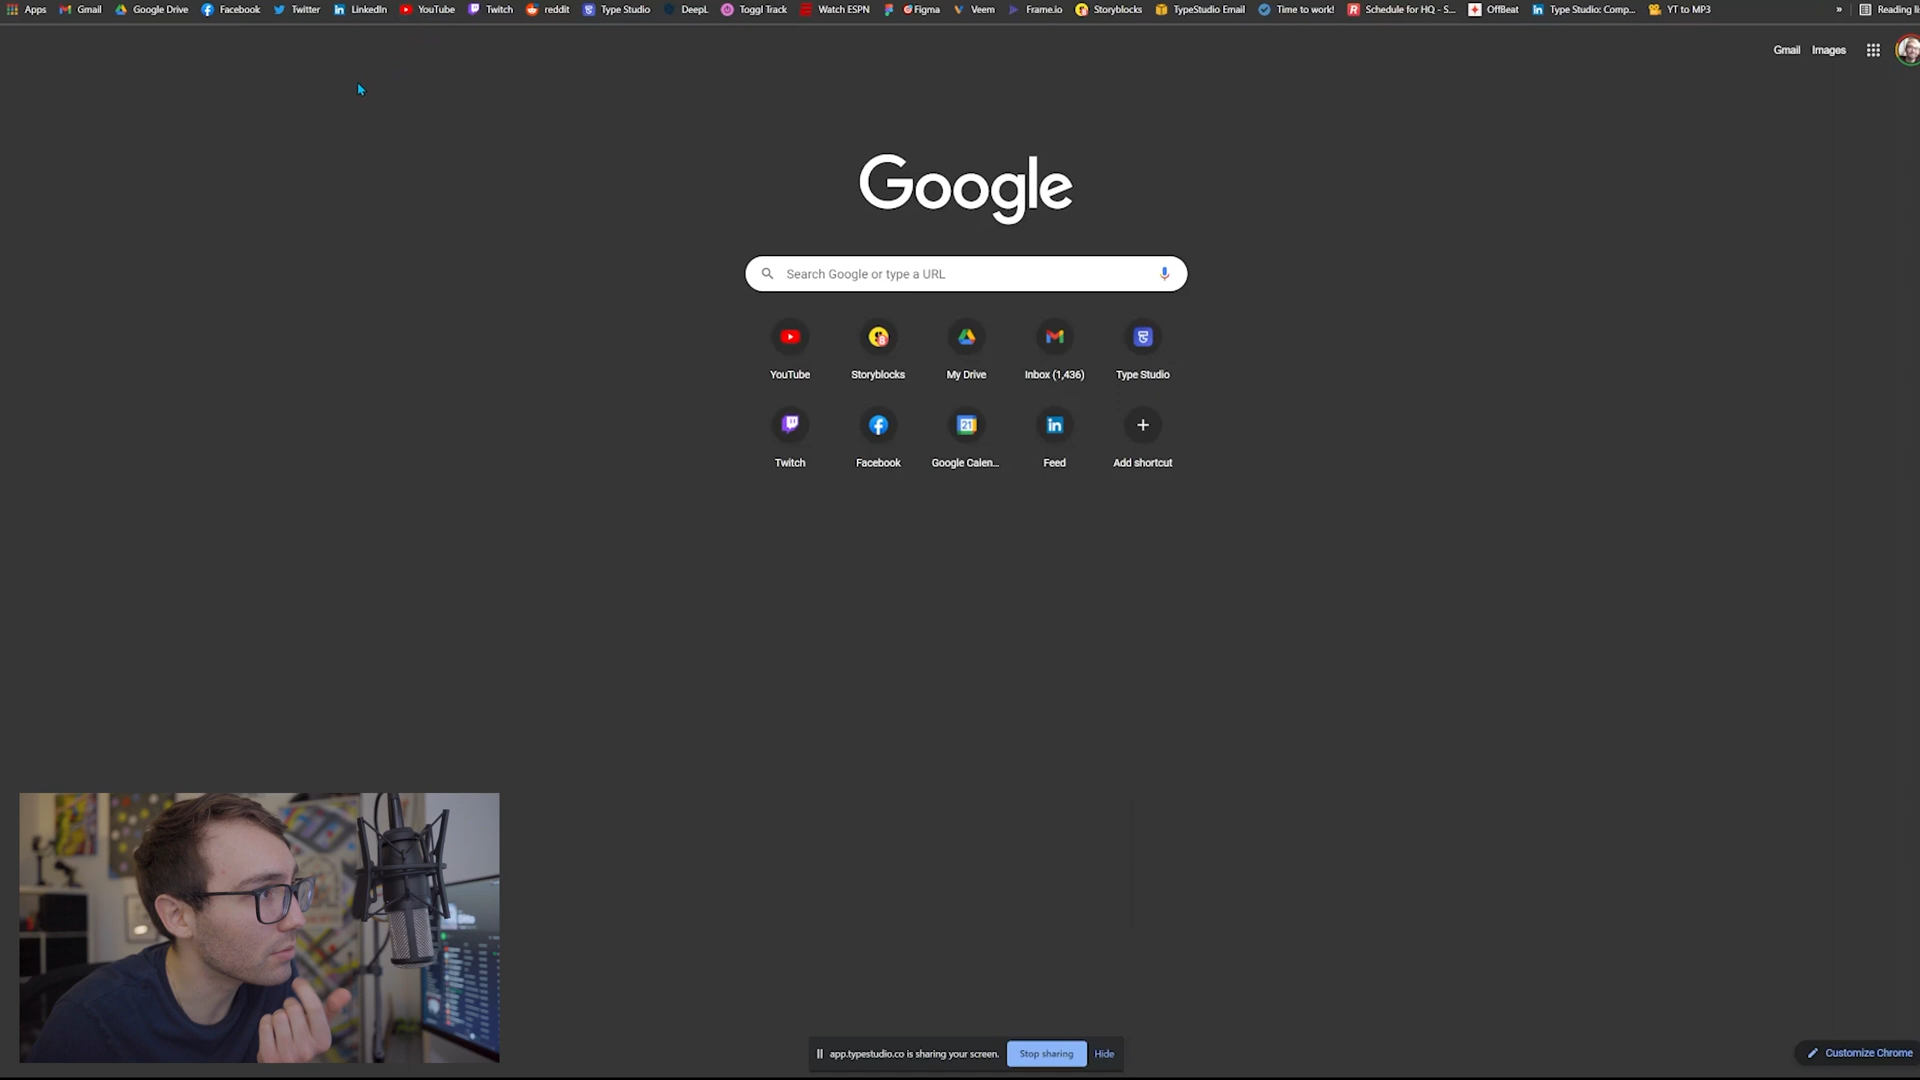 Apps Gmail Google Drive Facebook Twitter LinkedIn YouTube Twitch reddit Type Studio DeepL Toggl Track Watch ESPN Figma Veem Frame.io Storyblocks TypeStudio Email Time to work! Schedule for HQ - S... OffBeat Type Studio: Comp... YT to MP3 » Reading li
Gmail Images
Google
Search Google or type a URL
YouTube Storyblocks My Drive Inbox (1,436) Type Studio
21
Twitch Facebook Google Calen... Feed Add shortcut
app.typestudio.co is sharing your screen. Stop sharing Hide
Customize Chrome